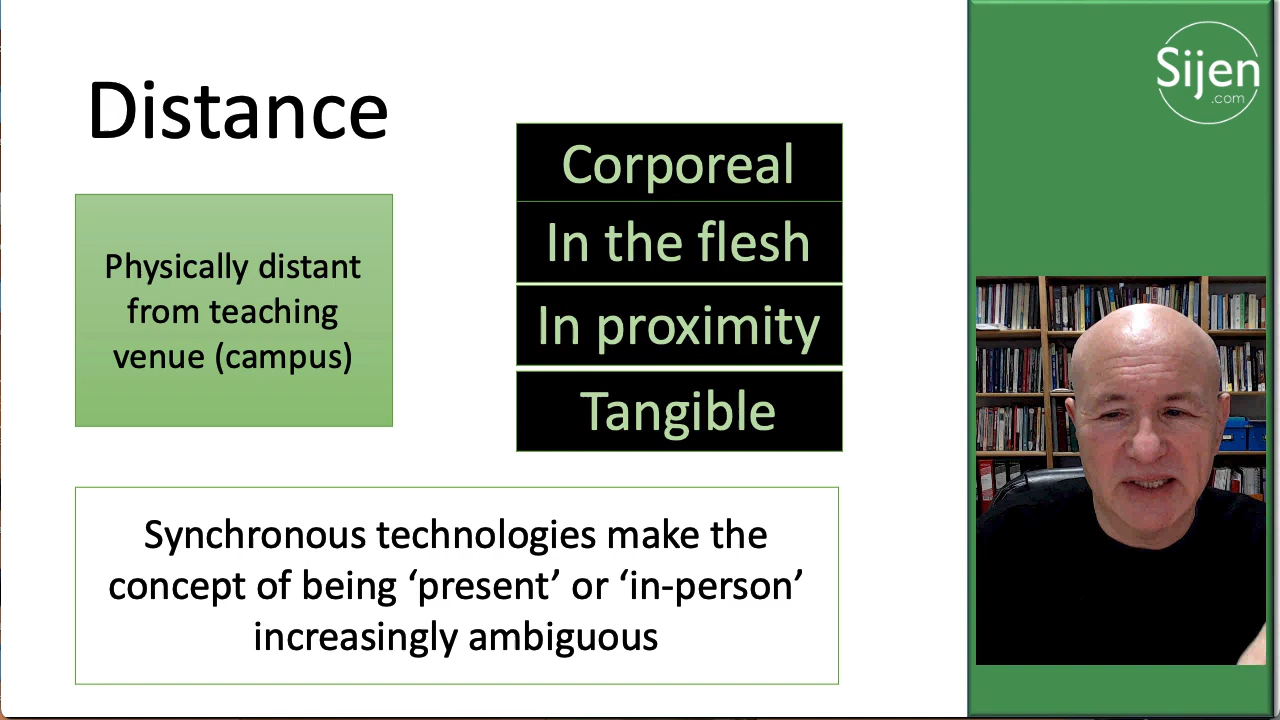 Distance
Physically distant
from teaching
venue (campus)
Corporeal
In the flesh
In proximity
Tangible
Synchronous technologies make the
concept of being ‘present’ or ‘in-person’
increasingly ambiguous
Sijen
.com